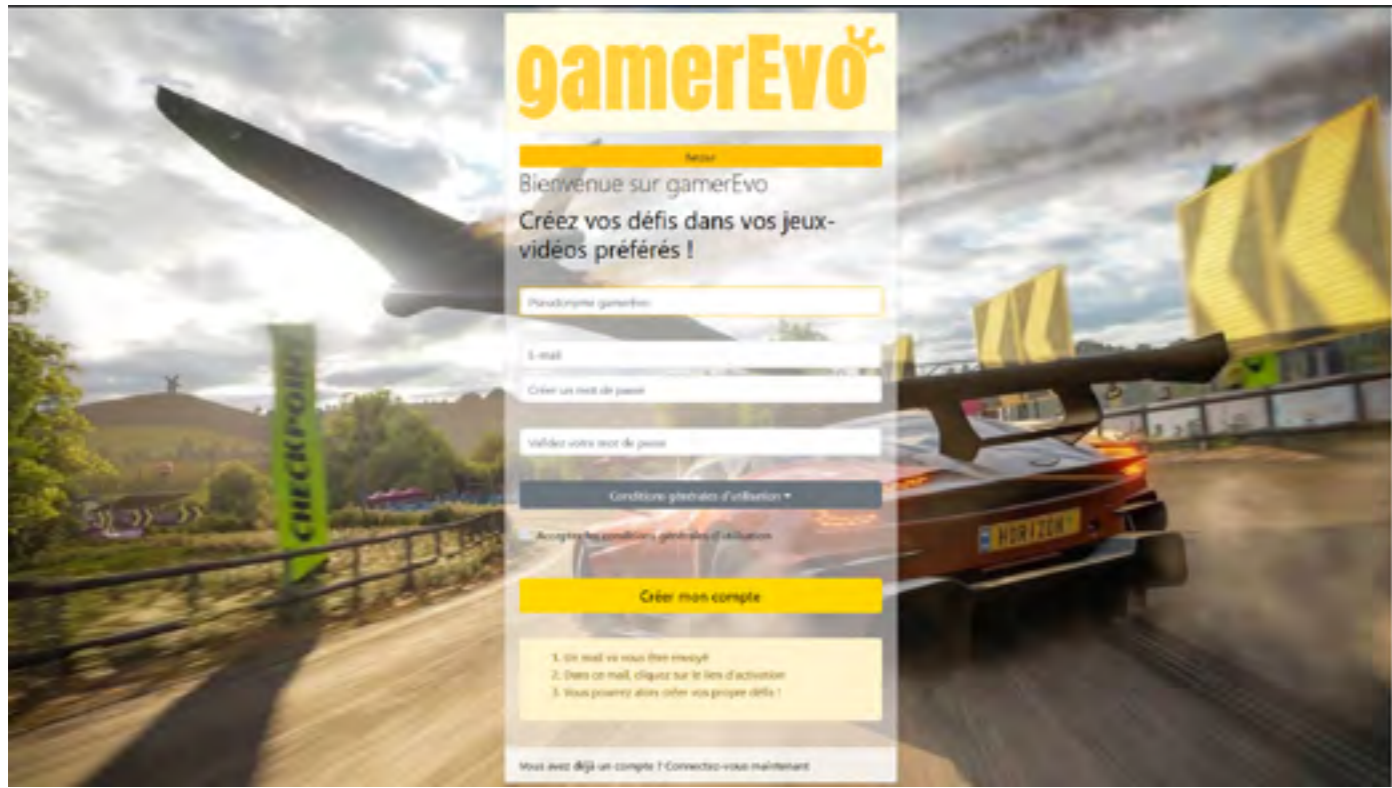 gamerEvo
Retour
Bienvenue sur gamerEvo
Créez vos défis dans vos jeux-
vidéos préférés !
Pseudonyme gamerEvo
E-mail
Créer un mot de passe
Validez votre mot de passe
Conditions générales d'utilisation
Accepter les conditions générales d'utilisation
Créer mon compte
1. Un mail va vous être envoyé
2. Dans ce mail, cliquez sur le lien d'activation
3. Vous pourrez alors créer vos propre défis !
Vous avez déjà un compte ? Connectez-vous maintenant
CHECKPOINT
HORIZON